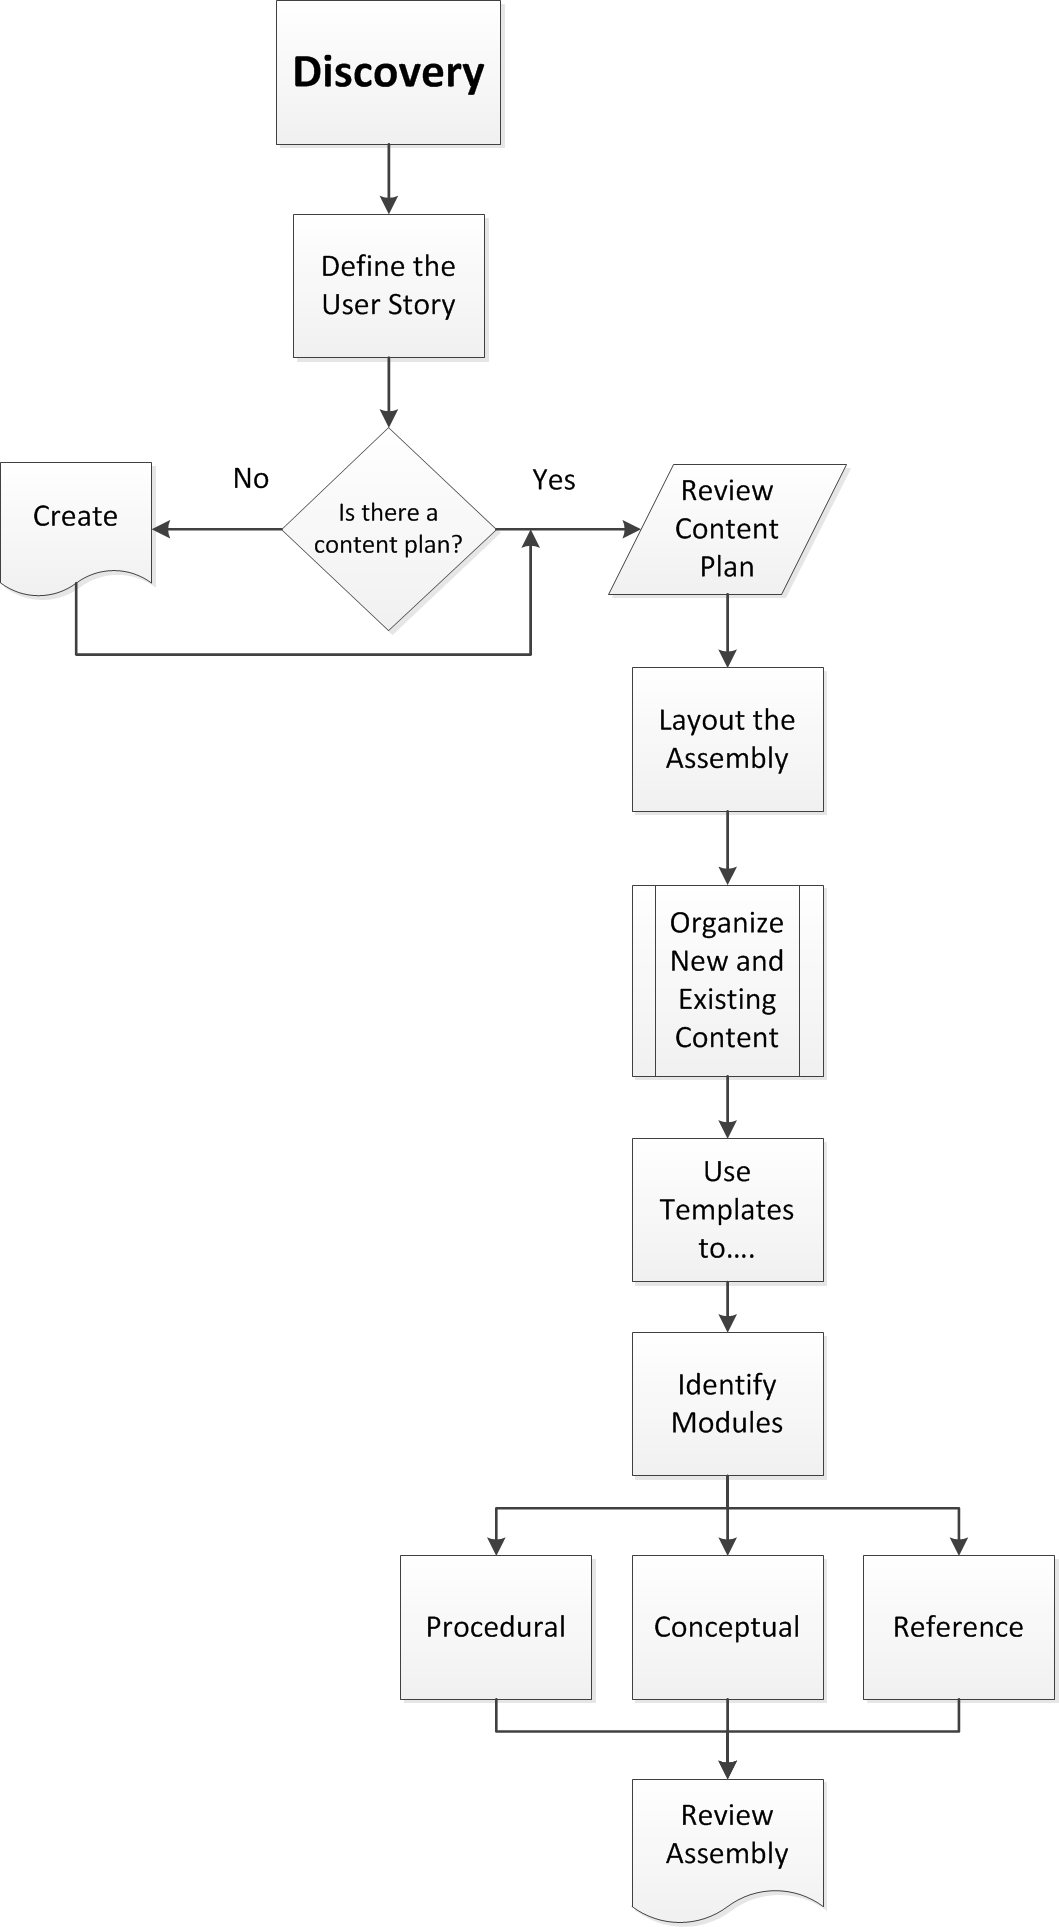 Discovery
Define the
User Story
No
Yes
Create
Is there a
content plan?
Review
Content
Plan
Layout the
Assembly
Organize
New and
Existing
Content
Use
Templates
to....
Identify
Modules
Procedural
Conceptual
Reference
Review
Assembly